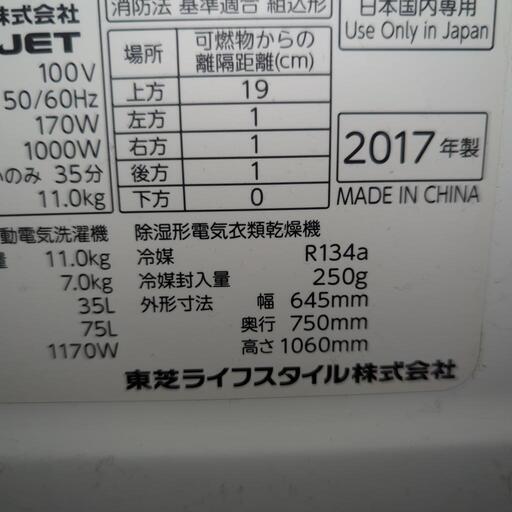 株式会社
JET
消防法 基準適合 組込形
日本国内専用
Use Only in Japan
100V
50/60Hz
170W
1000W
のみ 35分
11.0kg
場所 可燃物からの離隔距離(cm)
上方 19
左方 1
右方 1
後方 1
下方 0
2017年製
MADE IN CHINA
動電気洗濯機 除湿形電気衣類乾燥機
量 11.0kg 冷媒 R134a
7.0kg 冷媒封入量 250g
35L 外形寸法 幅 645mm
75L 奥行 750mm
1170W 高さ 1060mm
東芝ライフスタイル株式会社